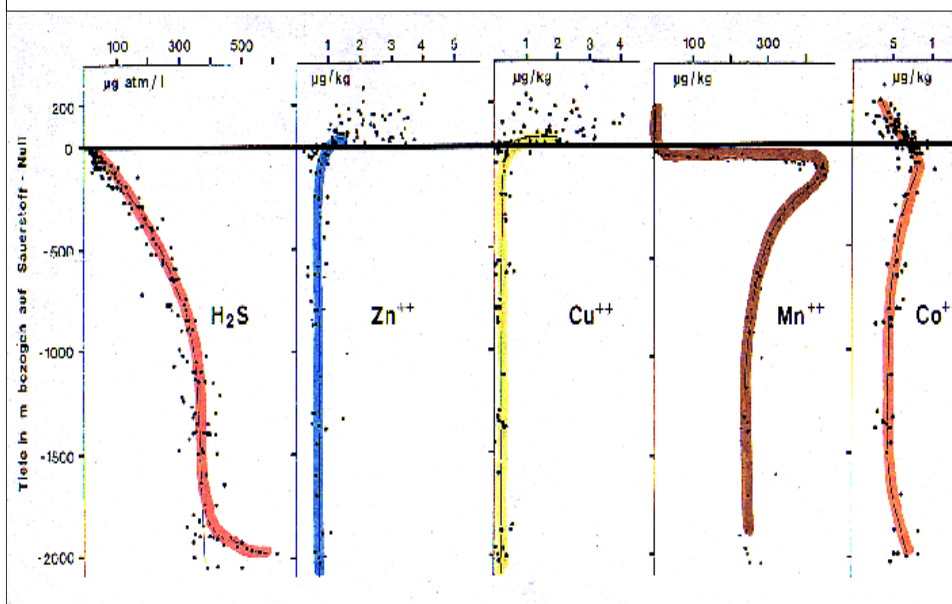 100 300 500
1 2 3 4 5
1 2 3 4
100 300
5 1
µg atm/l
µg/kg
µg/kg
µg/kg
µg/kg
200
0
-500
-1000
-1500
-2000
Tiefe in m bezogen auf Sauerstoff - Null
H₂S
Zn⁺⁺
Cu⁺⁺
Mn⁺⁺
Co⁺